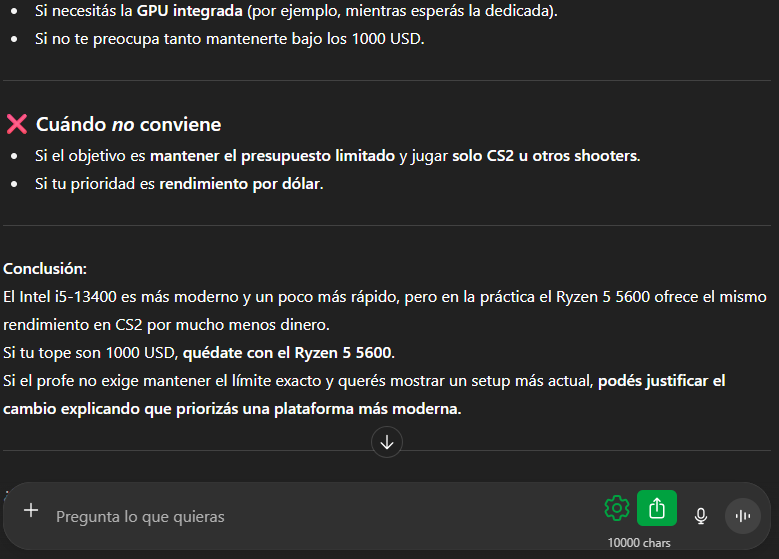 Si necesitás la GPU integrada (por ejemplo, mientras esperás la dedicada).
Si no te preocupa tanto mantenerte bajo los 1000 USD.
❌ Cuándo no conviene
Si el objetivo es mantener el presupuesto limitado y jugar solo CS2 u otros shooters.
Si tu prioridad es rendimiento por dólar.
Conclusión:
El Intel i5-13400 es más moderno y un poco más rápido, pero en la práctica el Ryzen 5 5600 ofrece el mismo
rendimiento en CS2 por mucho menos dinero.
Si tu tope son 1000 USD, quédate con el Ryzen 5 5600.
Si el profe no exige mantener el límite exacto y querés mostrar un setup más actual, podés justificar el
cambio explicando que priorizás una plataforma más moderna.
Pregunta lo que quieras
10000 chars